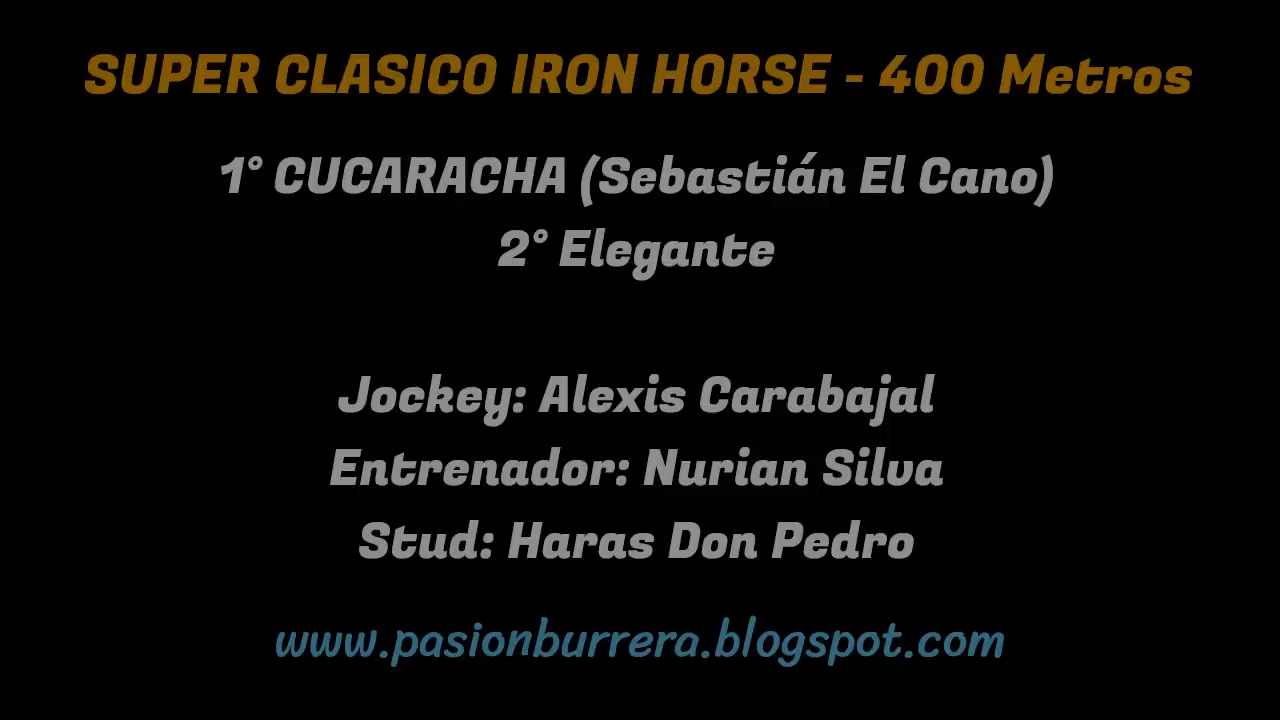 SUPER CLASICO IRON HORSE - 400 Metros
1° CUCARACHA (Sebastián El Cano)
2° Elegante
Jockey: Alexis Carabajal
Entrenador: Nurian Silva
Stud: Haras Don Pedro
www.pasionburrera.blogspot.com